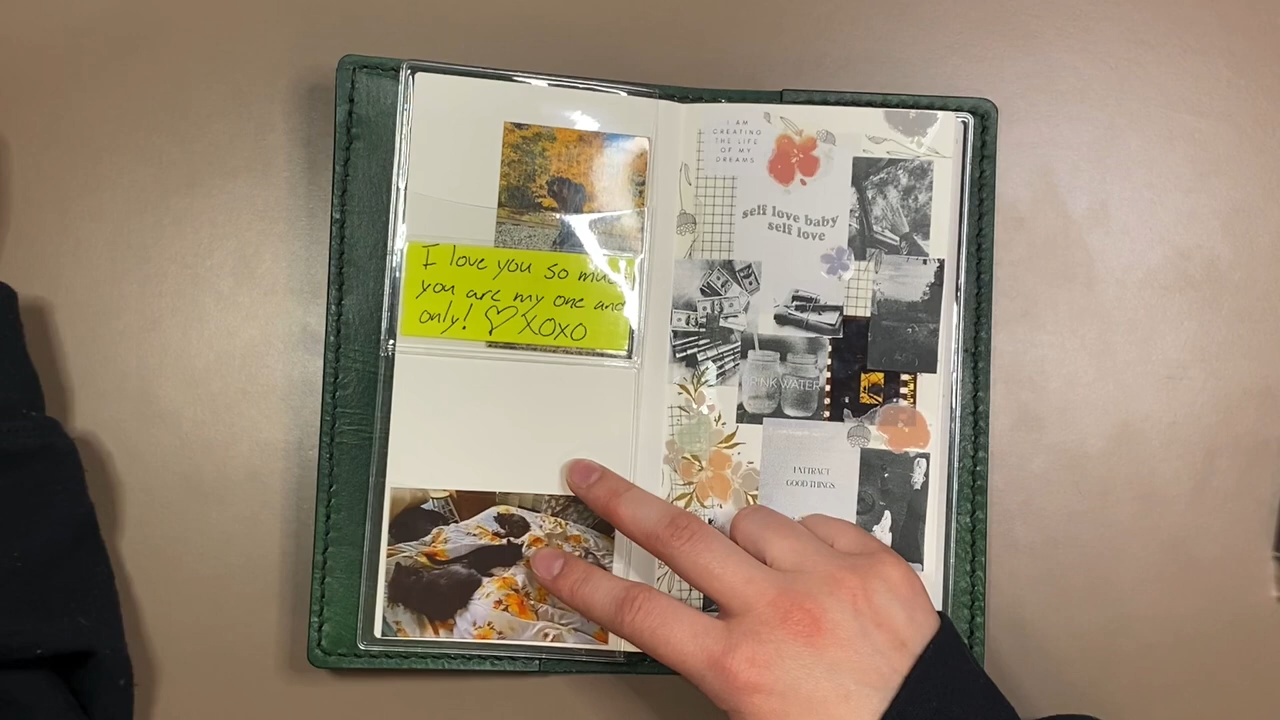 I love you so much
you are my one and
only! ♡ XOXO
I AM
CREATING
THE LIFE
OF MY
DREAMS
self love baby
self love
DRINK WATER
I ATTRACT
GOOD THINGS